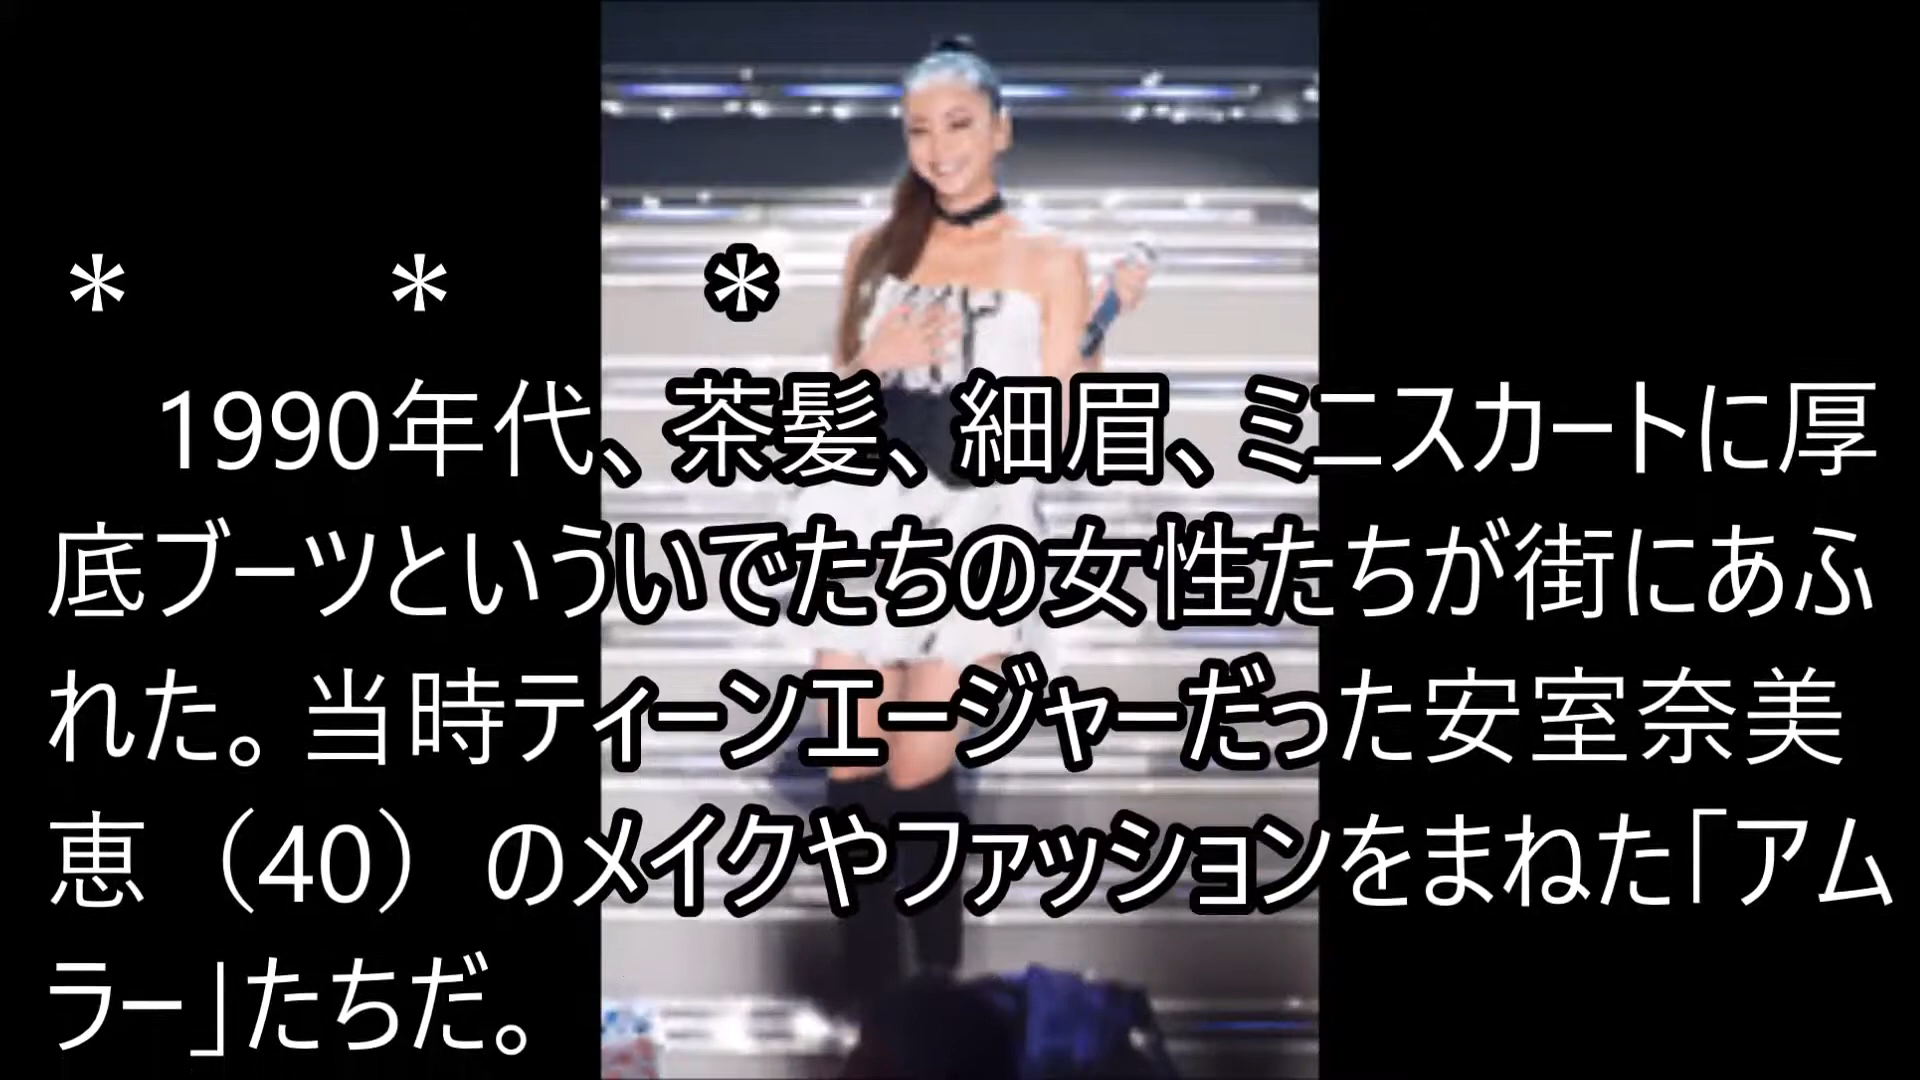 ＊　　＊　　＊
1990年代、茶髪、細眉、ミニスカートに厚
底ブーツといういでたちの女性たちが街にあふ
れた。当時ティーンエージャーだった安室奈美
恵（40）のメイクやファッションをまねた「アム
ラー」たちだ。